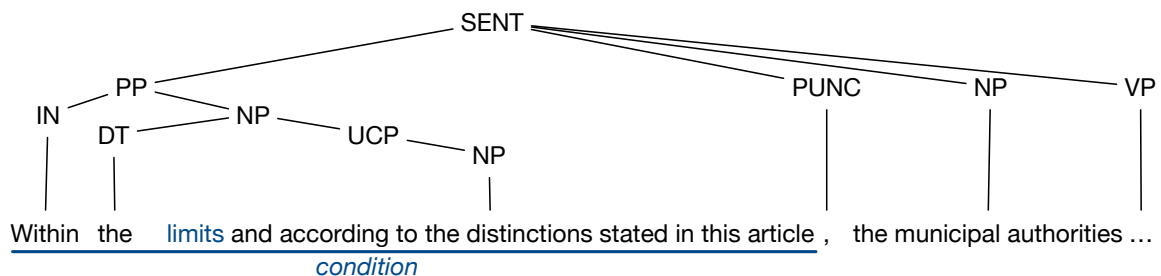 SENT
PP PUNC NP VP
IN NP
DT UCP
NP
Within the limits and according to the distinctions stated in this article , the municipal authorities ...
condition